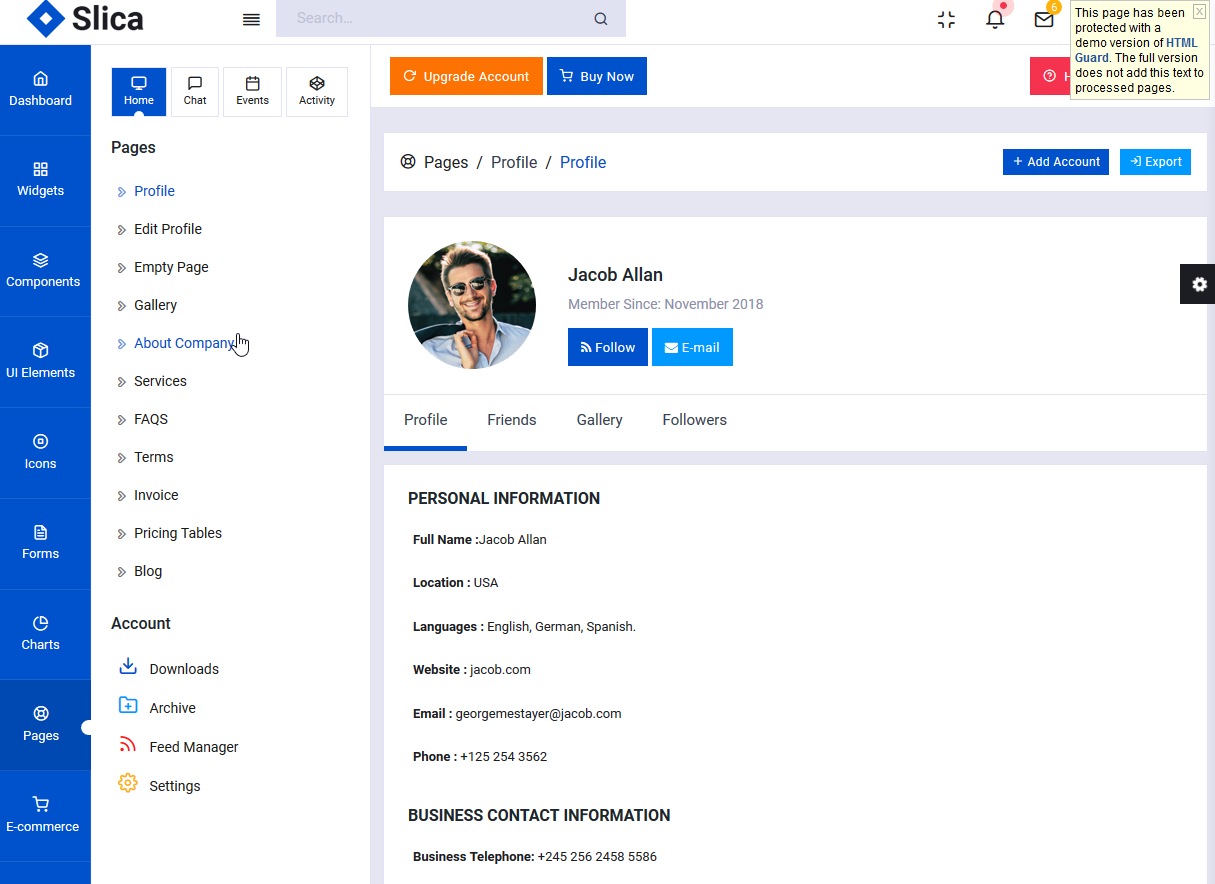 Slica
Search...
6
This page has been
protected with a
demo version of HTML
Guard. The full version
does not add this text to
processed pages.
X
Dashboard
Widgets
Components
UI Elements
Icons
Forms
Charts
Pages
E-commerce
Home
Chat
Events
Activity
Pages
Profile
Edit Profile
Empty Page
Gallery
About Company
Services
FAQS
Terms
Invoice
Pricing Tables
Blog
Account
Downloads
Archive
Feed Manager
Settings
Upgrade Account
Buy Now
Pages / Profile / Profile
+ Add Account
Export
Jacob Allan
Member Since: November 2018
Follow
E-mail
Profile
Friends
Gallery
Followers
PERSONAL INFORMATION
Full Name :Jacob Allan
Location : USA
Languages : English, German, Spanish.
Website : jacob.com
Email : georgemestayer@jacob.com
Phone : +125 254 3562
BUSINESS CONTACT INFORMATION
Business Telephone: +245 256 2458 5586